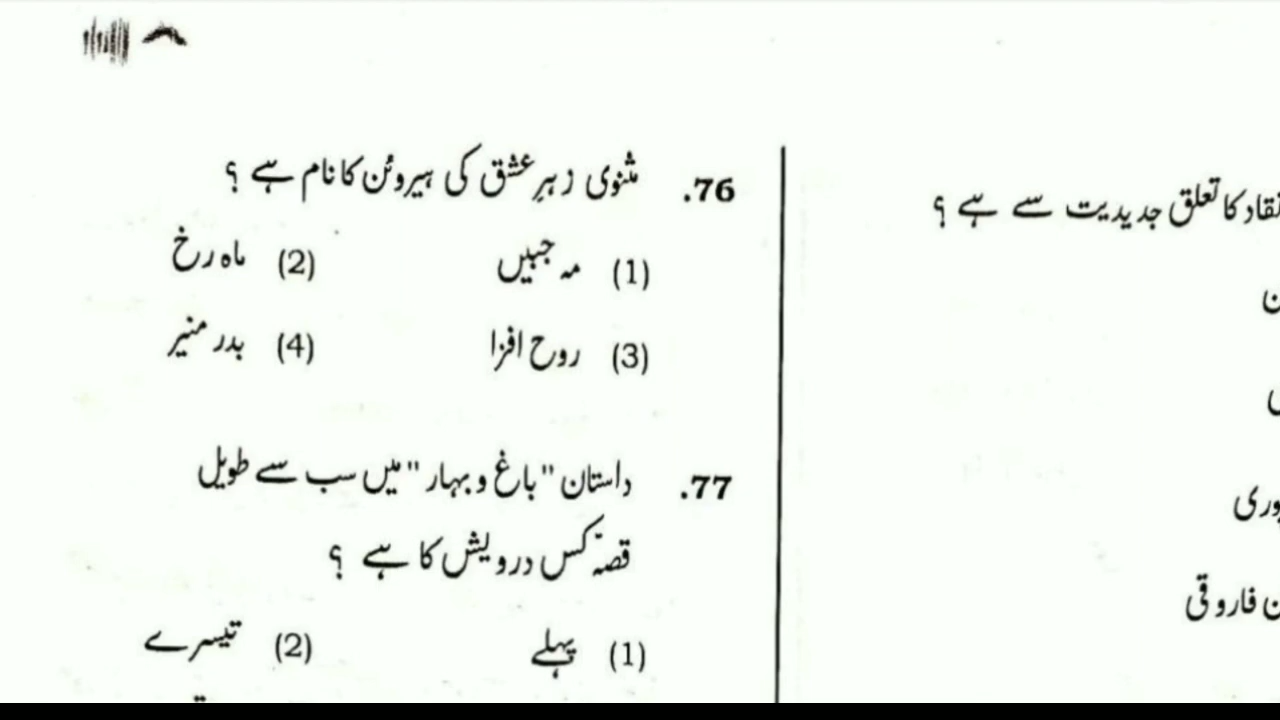 نقاد کا تعلق جدیدیت سے ہے ؟
فاروقی
76. مثنوی زہرِ عشق کی ہیروئن کا نام ہے ؟
(1) مہ جبیں (2) ماہ رخ
(3) روح افزا (4) بدر منیر
77. داستان "باغ و بہار" میں سب سے طویل
قصّہ کس درویش کا ہے ؟
(1) پہلے (2) تیسرے